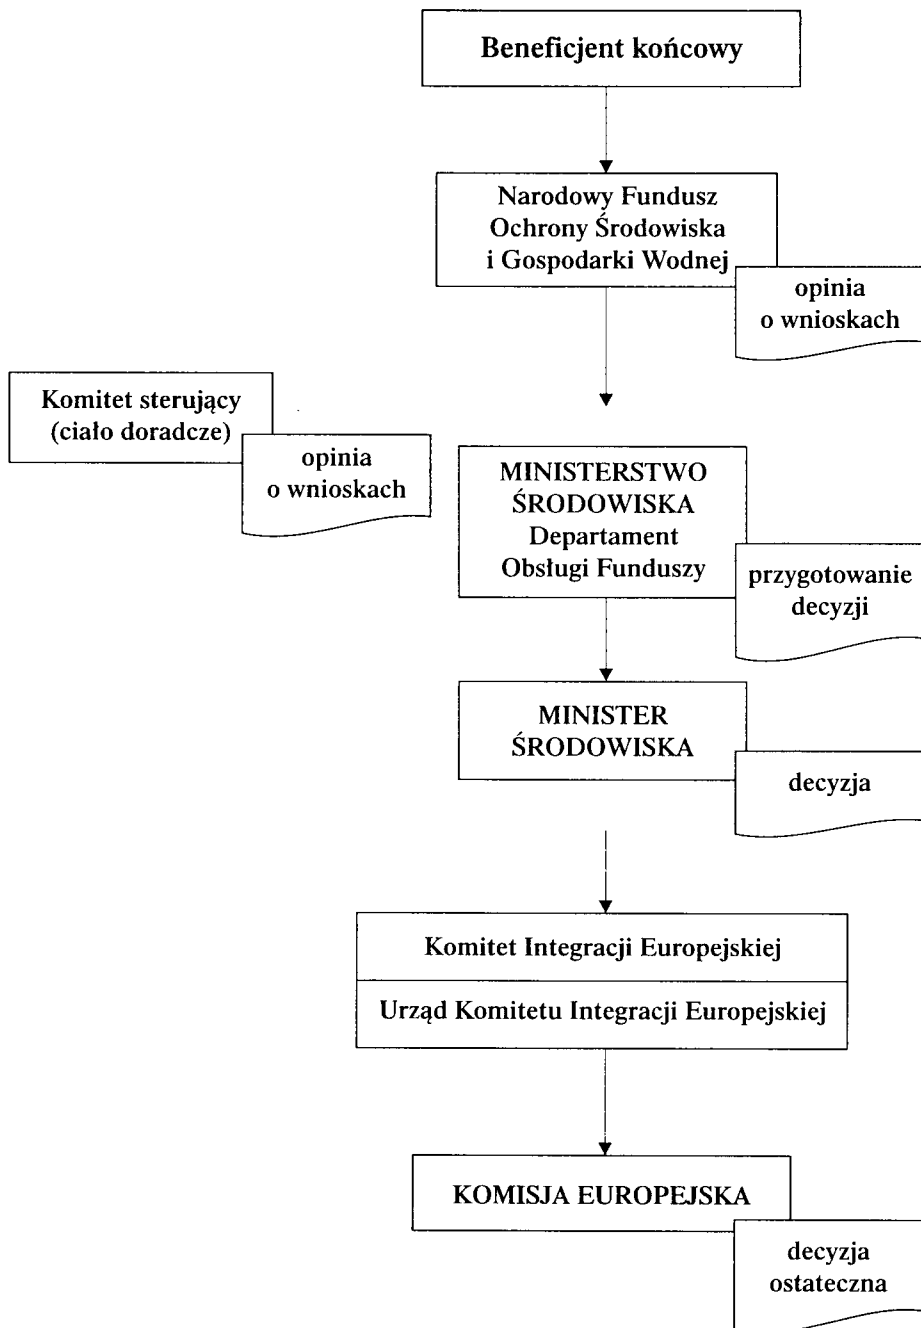 Beneficjent końcowy
Narodowy Fundusz
Ochrony Środowiska
i Gospodarki Wodnej
opinia
o wnioskach
Komitet sterujący
(ciało doradcze)
opinia
o wnioskach
MINISTERSTWO
ŚRODOWISKA
Departament
Obsługi Funduszy
przygotowanie
decyzji
MINISTER
ŚRODOWISKA
decyzja
Komitet Integracji Europejskiej
Urząd Komitetu Integracji Europejskiej
KOMISJA EUROPEJSKA
decyzja
ostateczna